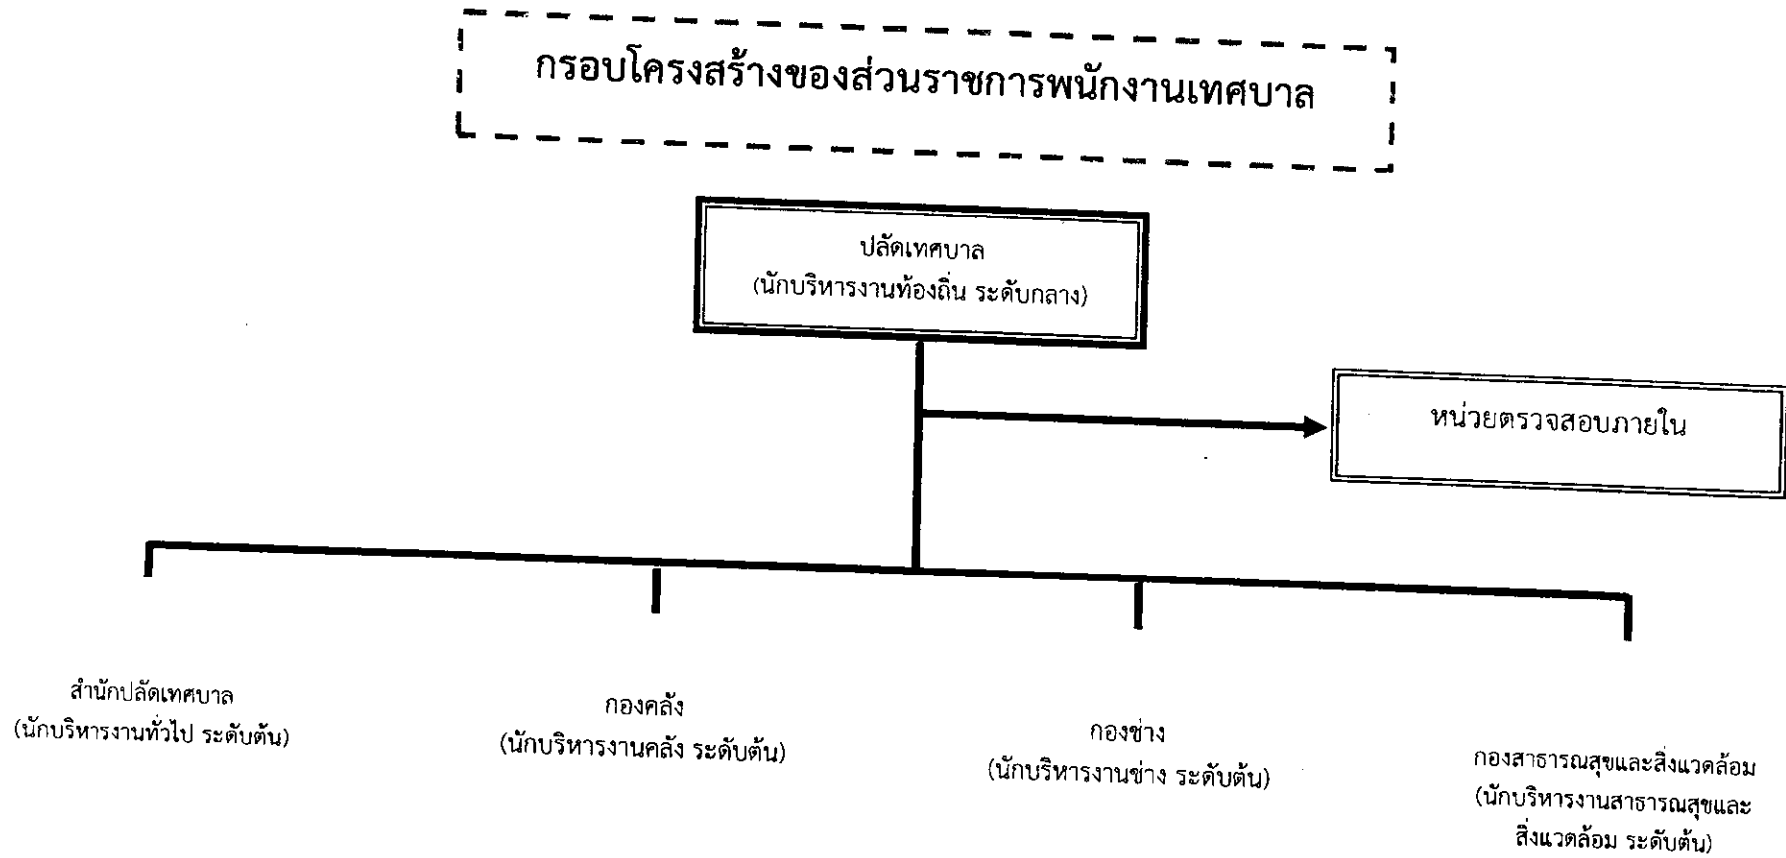 กรอบโครงสร้างของส่วนราชการพนักงานเทศบาล
ปลัดเทศบาล
(นักบริหารงานท้องถิ่น ระดับกลาง)
หน่วยตรวจสอบภายใน
สำนักปลัดเทศบาล
(นักบริหารงานทั่วไป ระดับต้น)
กองคลัง
(นักบริหารงานคลัง ระดับต้น)
กองช่าง
(นักบริหารงานช่าง ระดับต้น)
กองสาธารณสุขและสิ่งแวดล้อม
(นักบริหารงานสาธารณสุขและ
สิ่งแวดล้อม ระดับต้น)